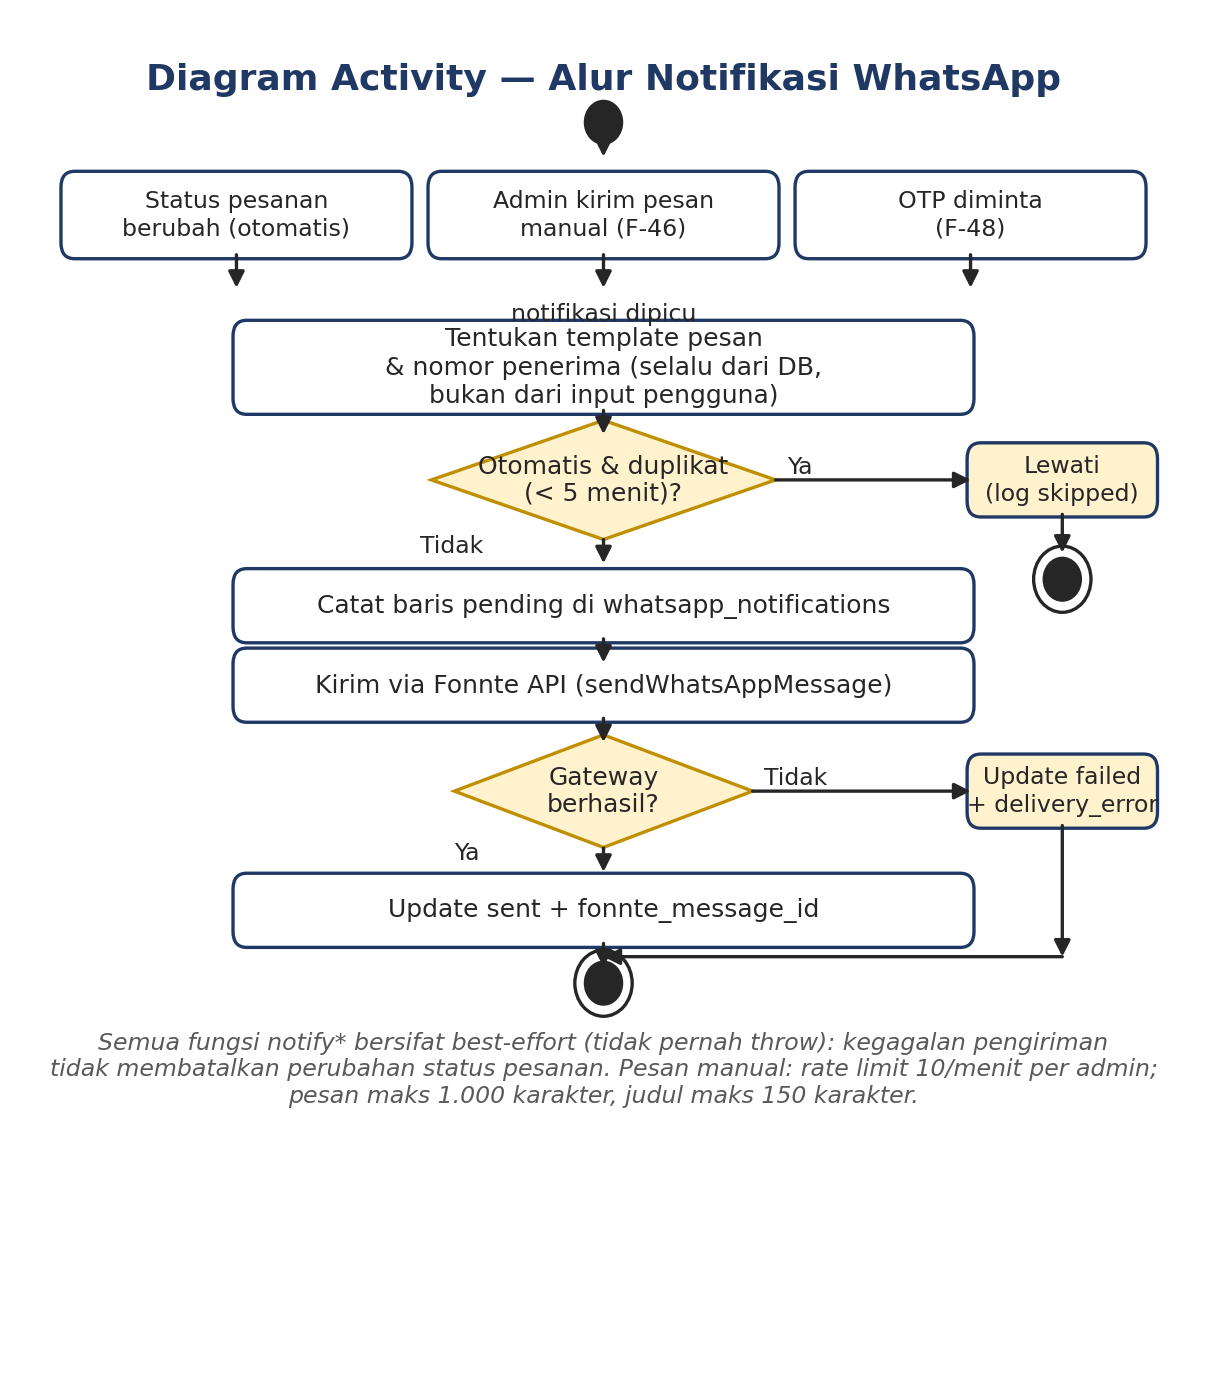 Diagram Activity — Alur Notifikasi WhatsApp
Status pesanan
berubah (otomatis)
Admin kirim pesan
manual (F-46)
OTP diminta
(F-48)
notifikasi dipicu
Tentukan template pesan
& nomor penerima (selalu dari DB,
bukan dari input pengguna)
Otomatis & duplikat
(< 5 menit)?
Ya
Lewati
(log skipped)
Tidak
Catat baris pending di whatsapp_notifications
Kirim via Fonnte API (sendWhatsAppMessage)
Gateway
berhasil?
Tidak
Update failed
+ delivery_error
Ya
Update sent + fonnte_message_id
Semua fungsi notify* bersifat best-effort (tidak pernah throw): kegagalan pengiriman
tidak membatalkan perubahan status pesanan. Pesan manual: rate limit 10/menit per admin;
pesan maks 1.000 karakter, judul maks 150 karakter.